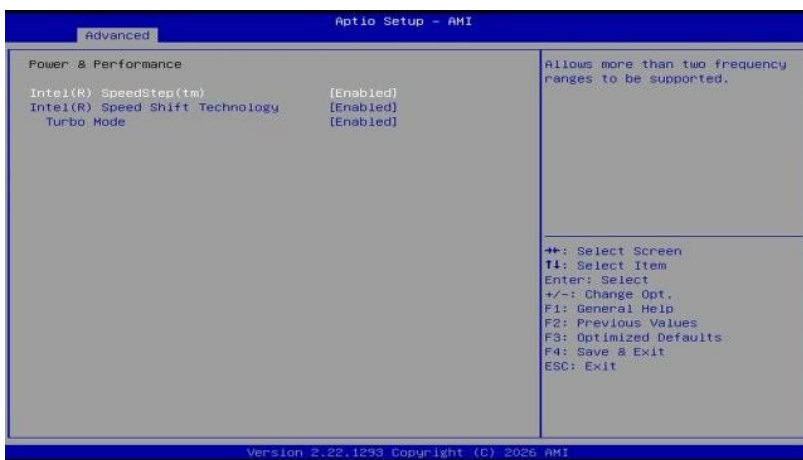 Aptio Setup – AMI
Advanced
Power & Performance
Intel(R) SpeedStep(tm) [Enabled]
Intel(R) Speed Shift Technology [Enabled]
Turbo Mode [Enabled]
Allows more than two frequency
ranges to be supported.
→←: Select Screen
↑↓: Select Item
Enter: Select
+/-: Change Opt.
F1: General Help
F2: Previous Values
F3: Optimized Defaults
F4: Save & Exit
ESC: Exit
Version 2.22.1293 Copyright (C) 2026 AMI